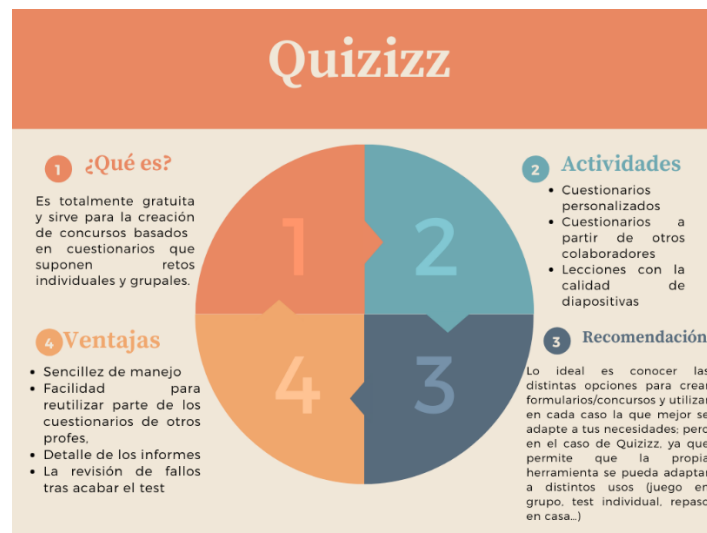 Quizizz
1 ¿Qué es?
Es totalmente gratuita
y sirve para la creación
de concursos basados
en cuestionarios que
suponen retos
individuales y grupales.
2 Actividades
• Cuestionarios
personalizados
• Cuestionarios a
partir de otros
colaboradores
• Lecciones con la
calidad de
diapositivas
1
2
4
3
4 Ventajas
• Sencillez de manejo
• Facilidad para
reutilizar parte de los
cuestionarios de otros
profes,
• Detalle de los informes
• La revisión de fallos
tras acabar el test
3 Recomendación
Lo ideal es conocer las
distintas opciones para crear
formularios/concursos y utilizar
en cada caso la que mejor se
adapte a tus necesidades; pero
en el caso de Quizizz, ya que
permite que la propia
herramienta se pueda adaptar
a distintos usos (juego en
grupo, test individual, repaso
en casa...)